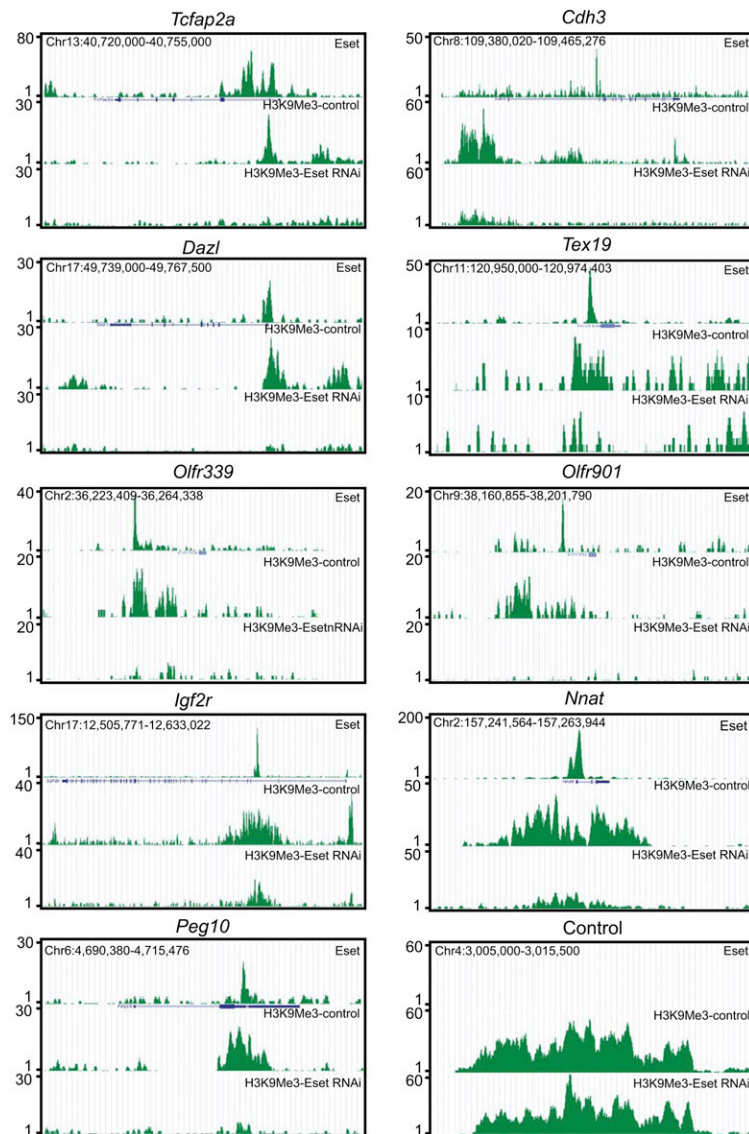 Tcfap2a
80
Chr13:40,720,000-40,755,000
Eset
1
30
H3K9Me3-control
1
30
H3K9Me3-Eset RNAi
1
Cdh3
50
Chr8:109,380,020-109,465,276
Eset
1
60
H3K9Me3-control
1
60
H3K9Me3-Eset RNAi
1
Dazl
30
Chr17:49,739,000-49,767,500
Eset
1
30
H3K9Me3-control
1
30
H3K9Me3-Eset RNAi
1
Tex19
50
Chr11:120,950,000-120,974,403
Eset
1
10
H3K9Me3-control
1
10
H3K9Me3-Eset RNAi
1
Olfr339
40
Chr2:36,223,409-36,264,338
Eset
1
20
H3K9Me3-control
1
20
H3K9Me3-EsetnRNAi
1
Olfr901
20
Chr9:38,160,855-38,201,790
Eset
1
20
H3K9Me3-control
1
20
H3K9Me3-Eset RNAi
1
Igf2r
150
Chr17:12,505,771-12,633,022
Eset
1
40
H3K9Me3-control
1
40
H3K9Me3-Eset RNAi
1
Nnat
200
Chr2:157,241,564-157,263,944
Eset
1
50
H3K9Me3-control
1
50
H3K9Me3-Eset RNAi
1
Peg10
30
Chr6:4,690,380-4,715,476
Eset
1
30
H3K9Me3-control
1
30
H3K9Me3-Eset RNAi
1
Control
60
Chr4:3,005,000-3,015,500
Eset
1
60
H3K9Me3-control
1
60
H3K9Me3-Eset RNAi
1